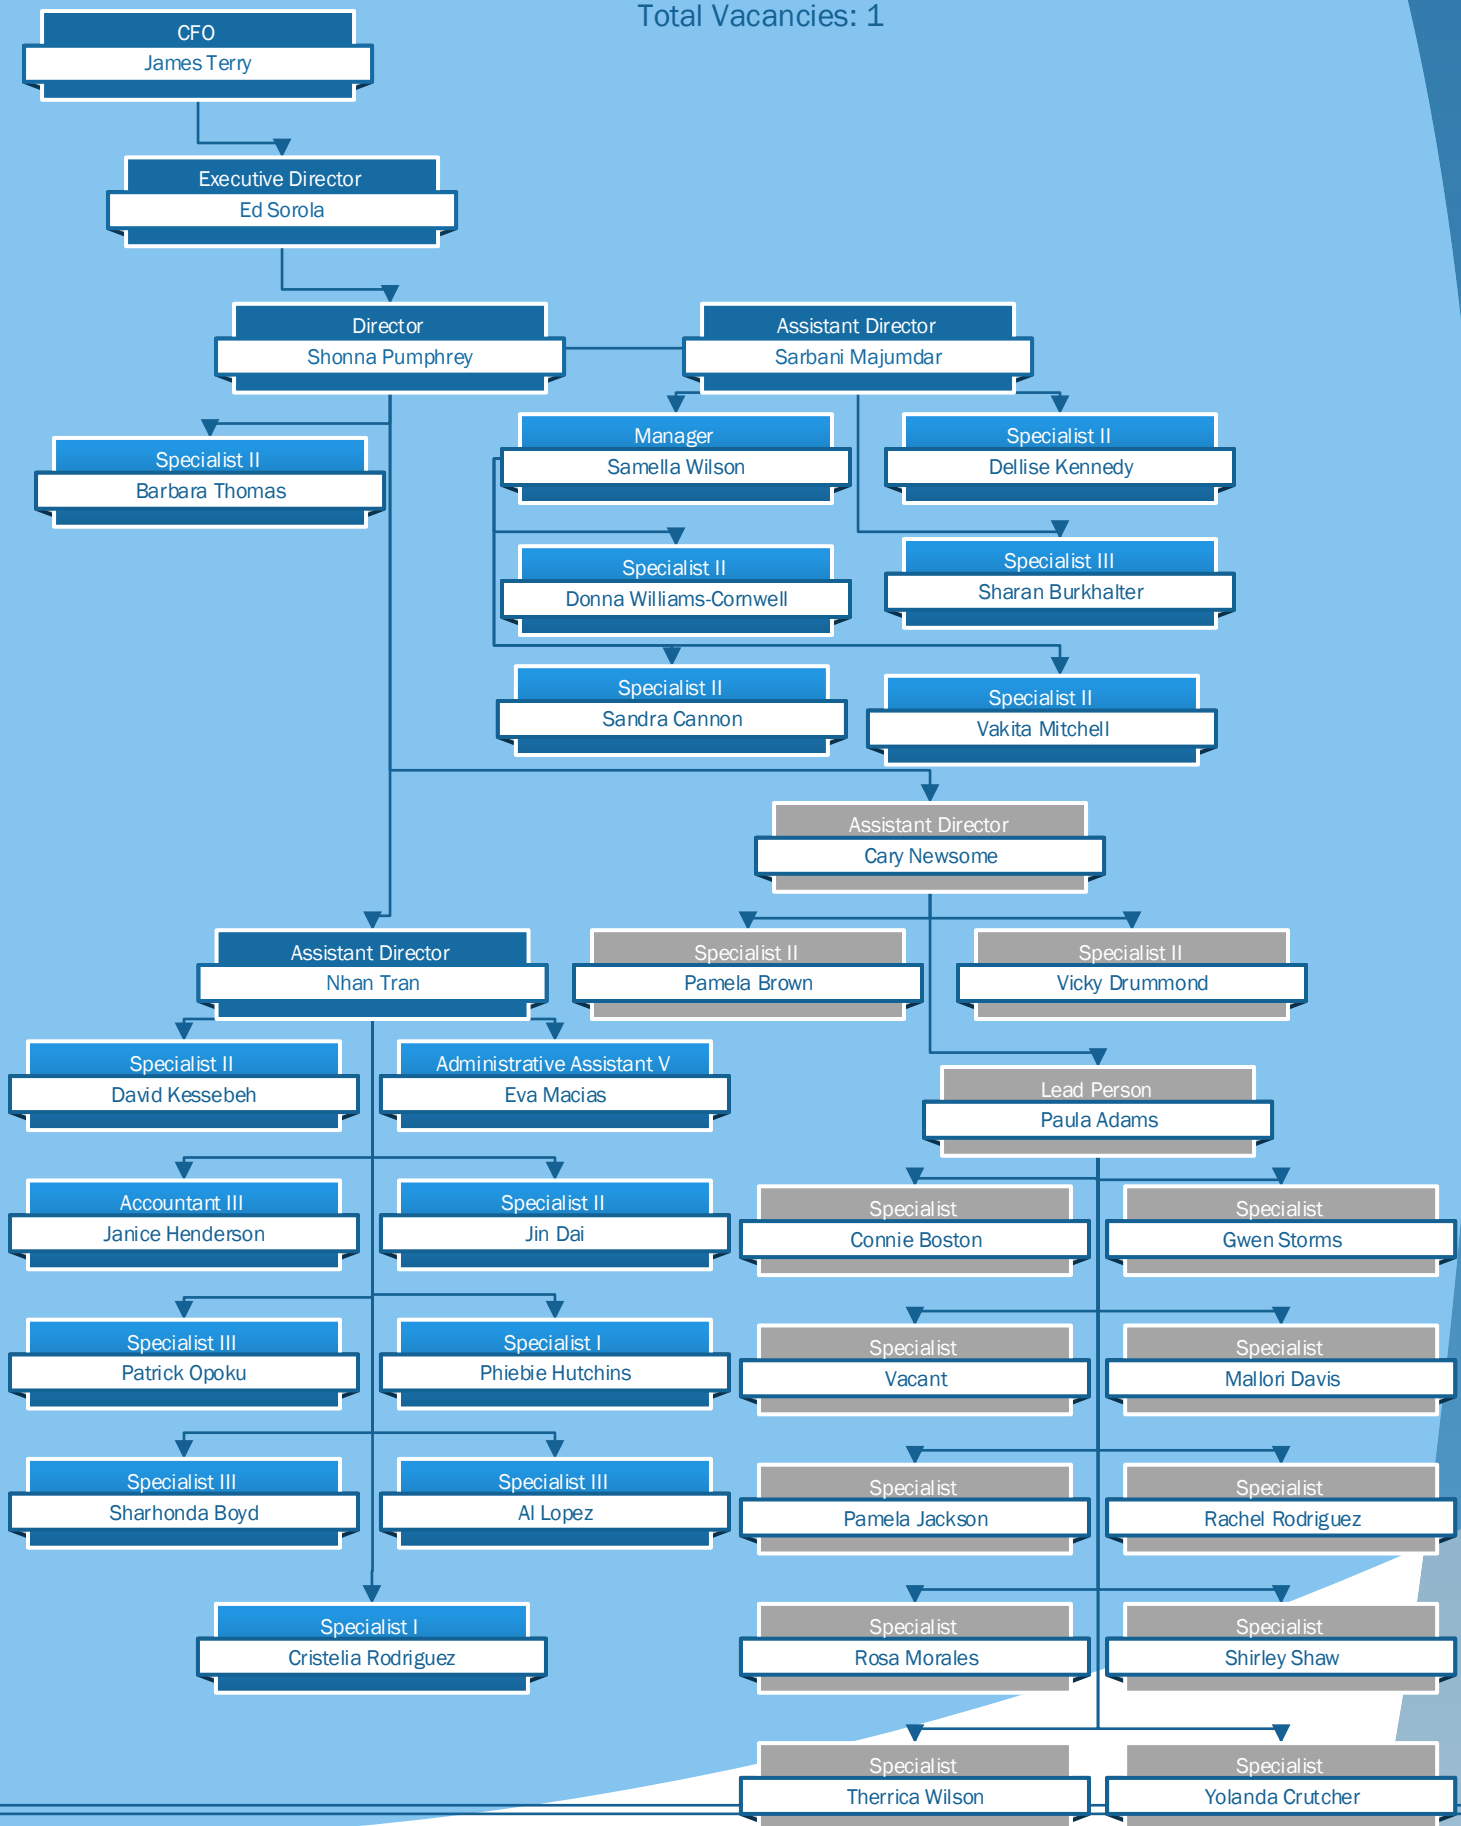 Total Vacancies: 1
CFO
James Terry
Executive Director
Ed Sorola
Director
Shonna Pumphrey
Assistant Director
Sarbani Majumdar
Specialist II
Barbara Thomas
Manager
Samella Wilson
Specialist II
Dellise Kennedy
Specialist II
Donna Williams-Cornwell
Specialist III
Sharan Burkhalter
Specialist II
Sandra Cannon
Specialist II
Vakita Mitchell
Assistant Director
Cary Newsome
Assistant Director
Nhan Tran
Specialist II
Pamela Brown
Specialist II
Vicky Drummond
Specialist II
David Kessebeh
Administrative Assistant V
Eva Macias
Lead Person
Paula Adams
Accountant III
Janice Henderson
Specialist II
Jin Dai
Specialist
Connie Boston
Specialist
Gwen Storms
Specialist III
Patrick Opoku
Specialist I
Phiebie Hutchins
Specialist
Vacant
Specialist
Mallori Davis
Specialist III
Sharhonda Boyd
Specialist III
Al Lopez
Specialist
Pamela Jackson
Specialist
Rachel Rodriguez
Specialist I
Cristelia Rodriguez
Specialist
Rosa Morales
Specialist
Shirley Shaw
Specialist
Therrica Wilson
Specialist
Yolanda Crutcher